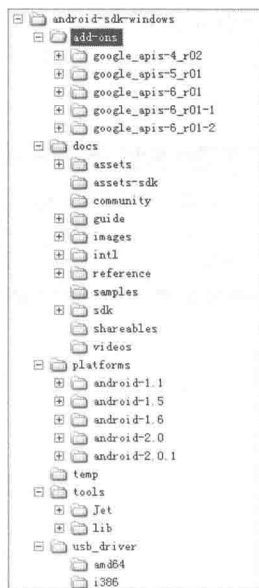 android-sdk-windows
add-ons
google_apis-4_r02
google_apis-5_r01
google_apis-6_r01
google_apis-6_r01-1
google_apis-6_r01-2
docs
assets
assets-sdk
community
guide
images
intl
reference
samples
sdk
shareables
videos
platforms
android-1.1
android-1.5
android-1.6
android-2.0
android-2.0.1
temp
tools
Jet
lib
usb_driver
amd64
i386